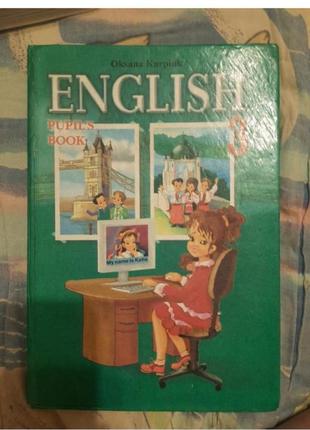 Oksana Karpiuk
ENGLISH
PUPIL'S
BOOK
3
My name is Katia